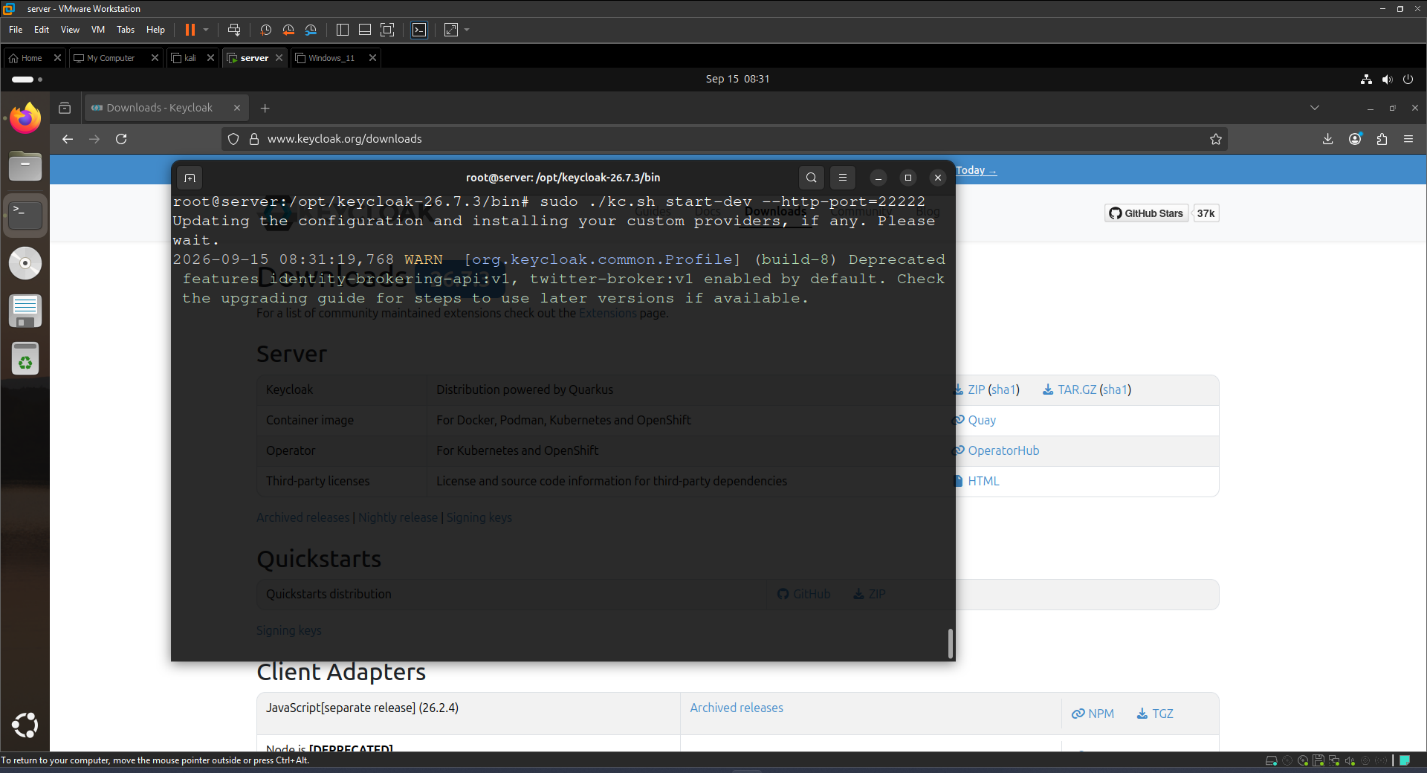 server - VMware Workstation
File Edit View VM Tabs Help
Home My Computer kali server Windows_11
Sep 15 08:31
Downloads - Keycloak
www.keycloak.org/downloads
Today →
root@server: /opt/keycloak-26.7.3/bin
root@server:/opt/keycloak-26.7.3/bin# sudo ./kc.sh start-dev --http-port=22222
Updating the configuration and installing your custom providers, if any. Please
wait.
2026-09-15 08:31:19,768 WARN [org.keycloak.common.Profile] (build-8) Deprecated
features identity-brokering-api:v1, twitter-broker:v1 enabled by default. Check
the upgrading guide for steps to use later versions if available.
Guides Docs Downloads Community Blog
GitHub Stars 37k
Downloads 26.7.3
For a list of community maintained extensions check out the Extensions page.
Server
Keycloak Distribution powered by Quarkus ZIP (sha1) TAR.GZ (sha1)
Container image For Docker, Podman, Kubernetes and OpenShift Quay
Operator For Kubernetes and OpenShift OperatorHub
Third-party licenses License and source code information for third-party dependencies HTML
Archived releases | Nightly release | Signing keys
Quickstarts
Quickstarts distribution GitHub ZIP
Signing keys
Client Adapters
JavaScript[separate release] (26.2.4) Archived releases NPM TGZ
Node.js [DEPRECATED]
To return to your computer, move the mouse pointer outside or press Ctrl+Alt.